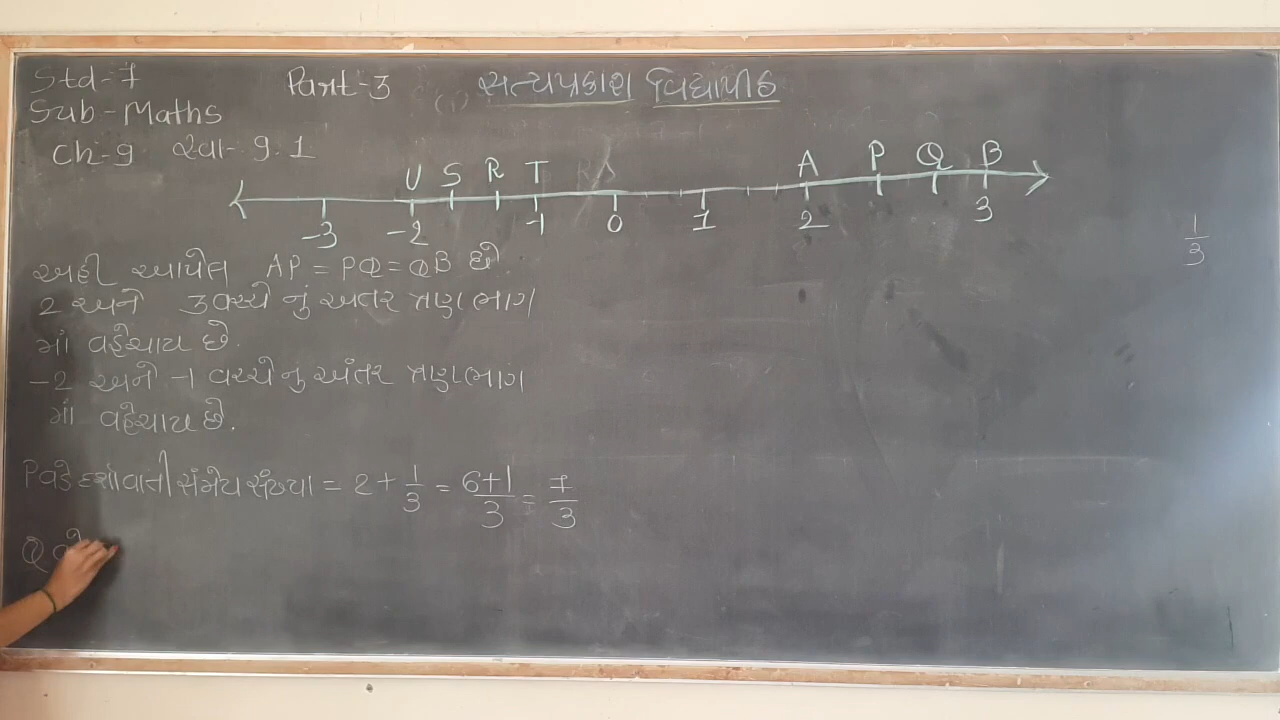 Std-7
Part-3
સત્યપ્રકાશ વિદ્યાપીઠ
Sub-Maths
Ch-9 સ્વા- 9.1
U S R T A P Q B
-3 -2 -1 0 1 2 3
1/3
અહીં આપેલ AP = PQ = QB છે.
2 અને 3 વચ્ચે નું અતર ત્રણ ભાગ
માં વહેચાય છે.
-2 અને -1 વચ્ચે નુ અંતર ત્રણ ભાગ
માં વહેચાય છે.
P વડે દર્શાવાતી સંમેય સંખ્યા = 2 + 1/3 = 6+1/3 = 7/3
Q વ